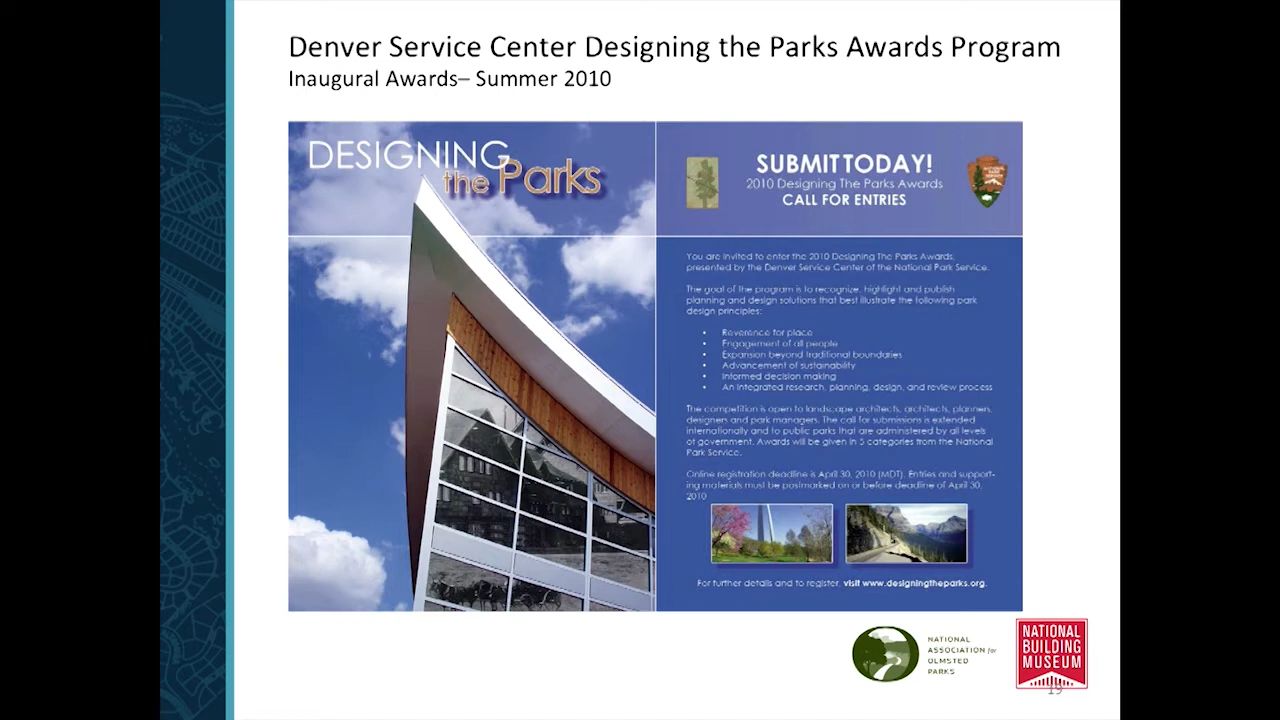 Denver Service Center Designing the Parks Awards Program
Inaugural Awards– Summer 2010
DESIGNING
the Parks
SUBMIT TODAY!
2010 Designing The Parks Awards
CALL FOR ENTRIES
NATIONAL
PARK
SERVICE
You are invited to enter the 2010 Designing The Parks Awards,
presented by the Denver Service Center of the National Park Service.
The goal of the program is to recognize, highlight and publish
planning and design solutions that best illustrate the following park
design principles:
• Reverence for place
• Engagement of all people
• Expansion beyond traditional boundaries
• Advancement of sustainability
• Informed decision making
• An integrated research, planning, design, and review process
The competition is open to landscape architects, architects, planners,
designers and park managers. The call for submissions is extended
internationally and to public parks that are administered by all levels
of government. Awards will be given in 5 categories from the National
Park Service.
Online registration deadline is April 30, 2010 (MDT). Entries and support-
ing materials must be postmarked on or before deadline of April 30,
2010
For further details and to register, visit www.designingtheparks.org.
NATIONAL
ASSOCIATION for
OLMSTED
PARKS
NATIONAL
BUILDING
MUSEUM
19